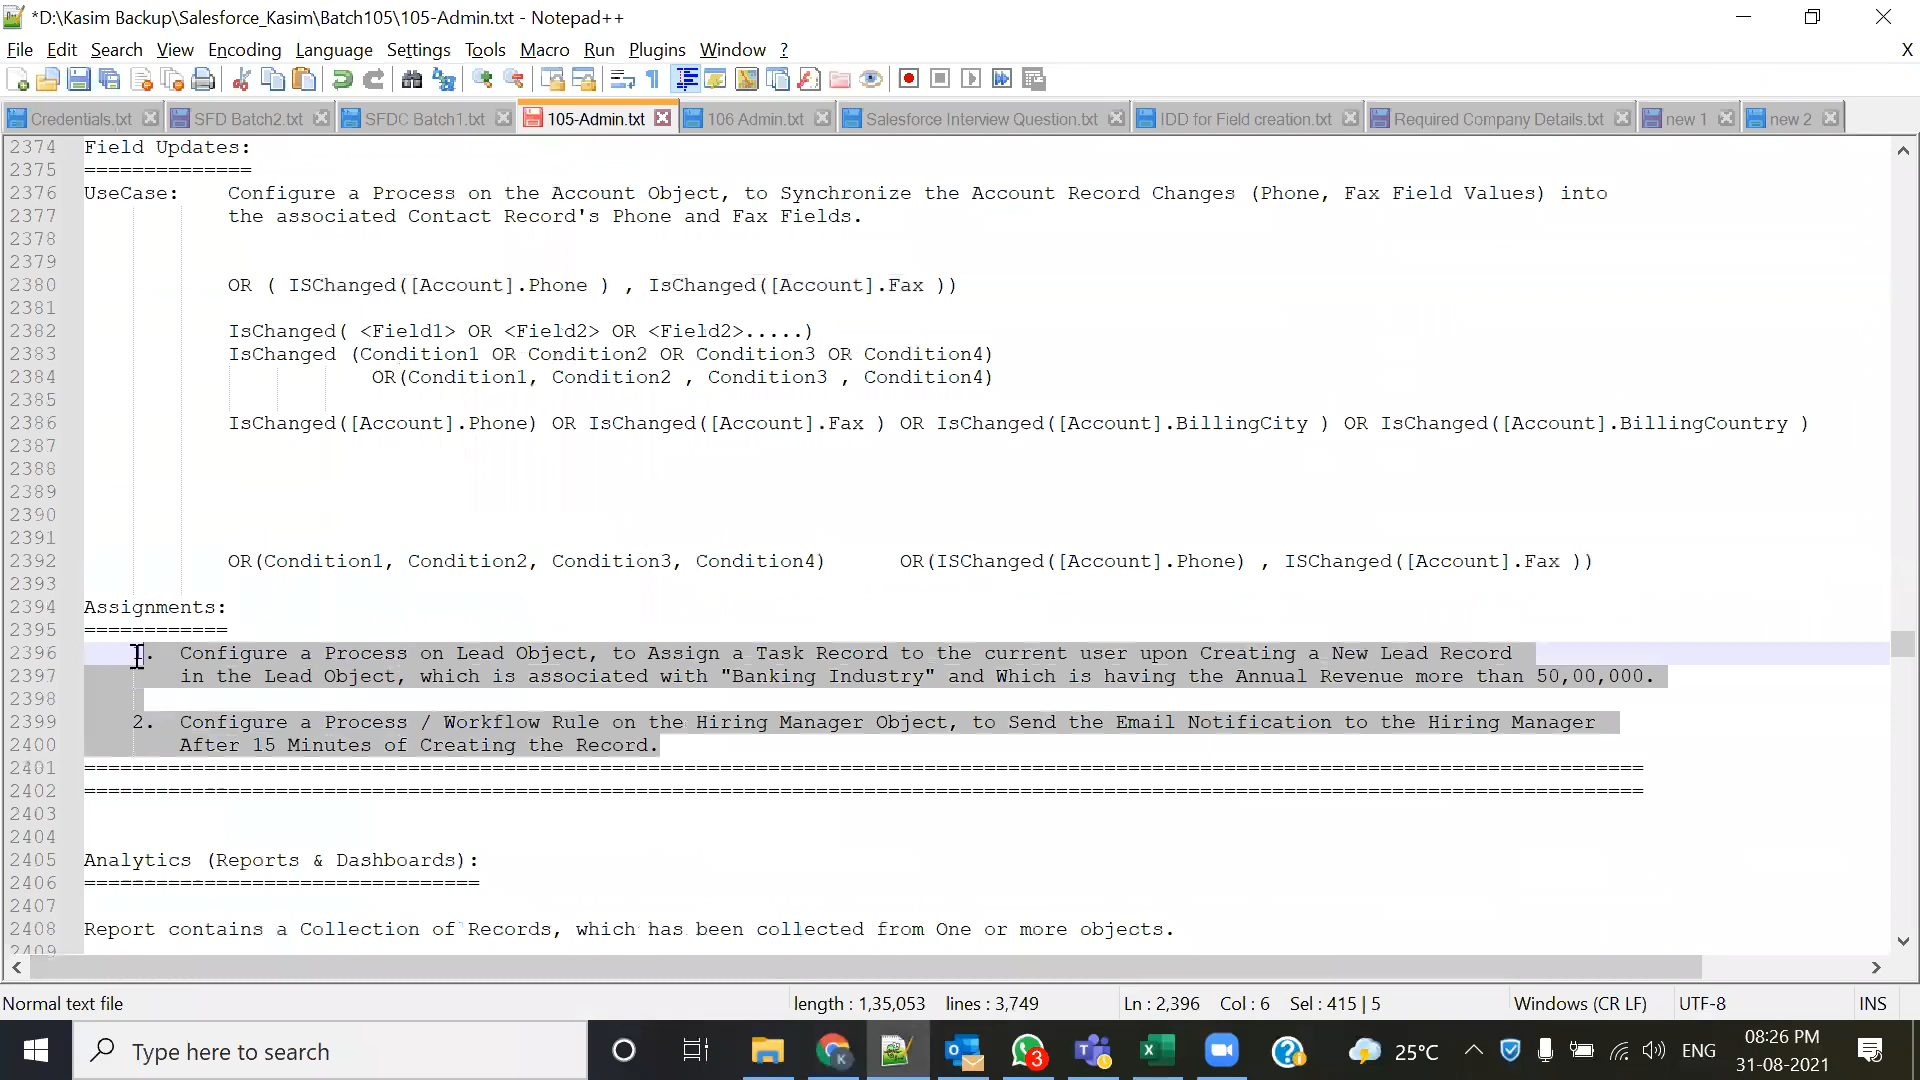 *D:\Kasim Backup\Salesforce_Kasim\Batch105\105-Admin.txt - Notepad++
File Edit Search View Encoding Language Settings Tools Macro Run Plugins Window ? X
Credentials.txt SFD Batch2.txt SFDC Batch1.txt 105-Admin.txt 106 Admin.txt Salesforce Interview Question.txt IDD for Field creation.txt Required Company Details.txt new 1 new 2
2374 Field Updates:
2375 ==============
2376 UseCase: Configure a Process on the Account Object, to Synchronize the Account Record Changes (Phone, Fax Field Values) into
2377 the associated Contact Record's Phone and Fax Fields.
2378
2379
2380 OR ( ISChanged([Account].Phone ) , IsChanged([Account].Fax ))
2381
2382 IsChanged( <Field1> OR <Field2> OR <Field2>.....)
2383 IsChanged (Condition1 OR Condition2 OR Condition3 OR Condition4)
2384 OR(Condition1, Condition2 , Condition3 , Condition4)
2385
2386 IsChanged([Account].Phone) OR IsChanged([Account].Fax ) OR IsChanged([Account].BillingCity ) OR IsChanged([Account].BillingCountry )
2387
2388
2389
2390
2391
2392 OR(Condition1, Condition2, Condition3, Condition4) OR(ISChanged([Account].Phone) , ISChanged([Account].Fax ))
2393
2394 Assignments:
2395 ============
2396 . Configure a Process on Lead Object, to Assign a Task Record to the current user upon Creating a New Lead Record
2397 in the Lead Object, which is associated with "Banking Industry" and Which is having the Annual Revenue more than 50,00,000.
2398
2399 2. Configure a Process / Workflow Rule on the Hiring Manager Object, to Send the Email Notification to the Hiring Manager
2400 After 15 Minutes of Creating the Record.
2401 ==================================================================================================================================
2402 ==================================================================================================================================
2403
2404
2405 Analytics (Reports & Dashboards):
2406 =================================
2407
2408 Report contains a Collection of Records, which has been collected from One or more objects.
2409
Normal text file length : 1,35,053 lines : 3,749 Ln : 2,396 Col : 6 Sel : 415 | 5 Windows (CR LF) UTF-8 INS
Type here to search 3 25°C ENG 08:26 PM
31-08-2021